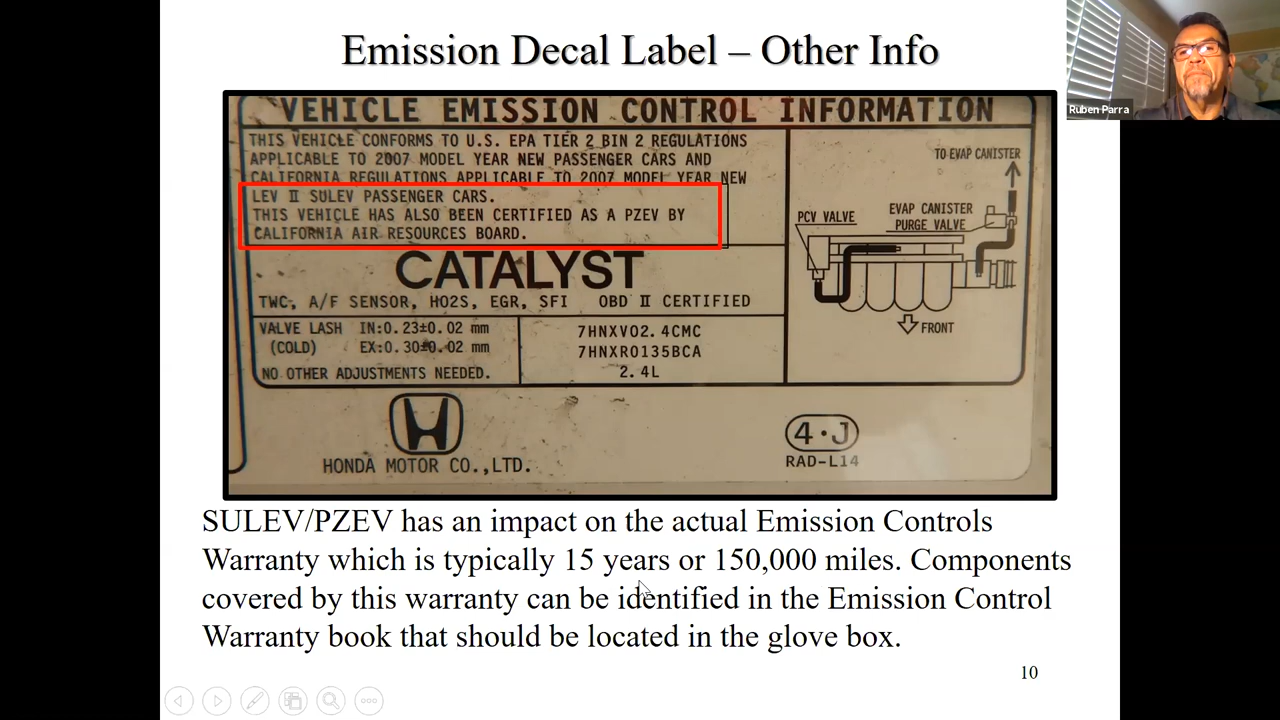 Emission Decal Label – Other Info
Ruben Parra
VEHICLE EMISSION CONTROL INFORMATION
THIS VEHICLE CONFORMS TO U.S. EPA TIER 2 BIN 2 REGULATIONS
APPLICABLE TO 2007 MODEL YEAR NEW PASSENGER CARS AND
CALIFORNIA REGULATIONS APPLICABLE TO 2007 MODEL YEAR NEW
LEV II SULEV PASSENGER CARS.
THIS VEHICLE HAS ALSO BEEN CERTIFIED AS A PZEV BY
CALIFORNIA AIR RESOURCES BOARD.
CATALYST
TWC, A/F SENSOR, HO2S, EGR, SFI OBD II CERTIFIED
VALVE LASH IN:0.23±0.02 mm
(COLD) EX:0.30±0.02 mm
NO OTHER ADJUSTMENTS NEEDED.
7HNXV02.4CMC
7HNXR0135BCA
2.4L
TO EVAP CANISTER
PCV VALVE
EVAP CANISTER
PURGE VALVE
FRONT
HONDA MOTOR CO.,LTD.
4·J
RAD-L14
SULEV/PZEV has an impact on the actual Emission Controls
Warranty which is typically 15 years or 150,000 miles. Components
covered by this warranty can be identified in the Emission Control
Warranty book that should be located in the glove box.
10